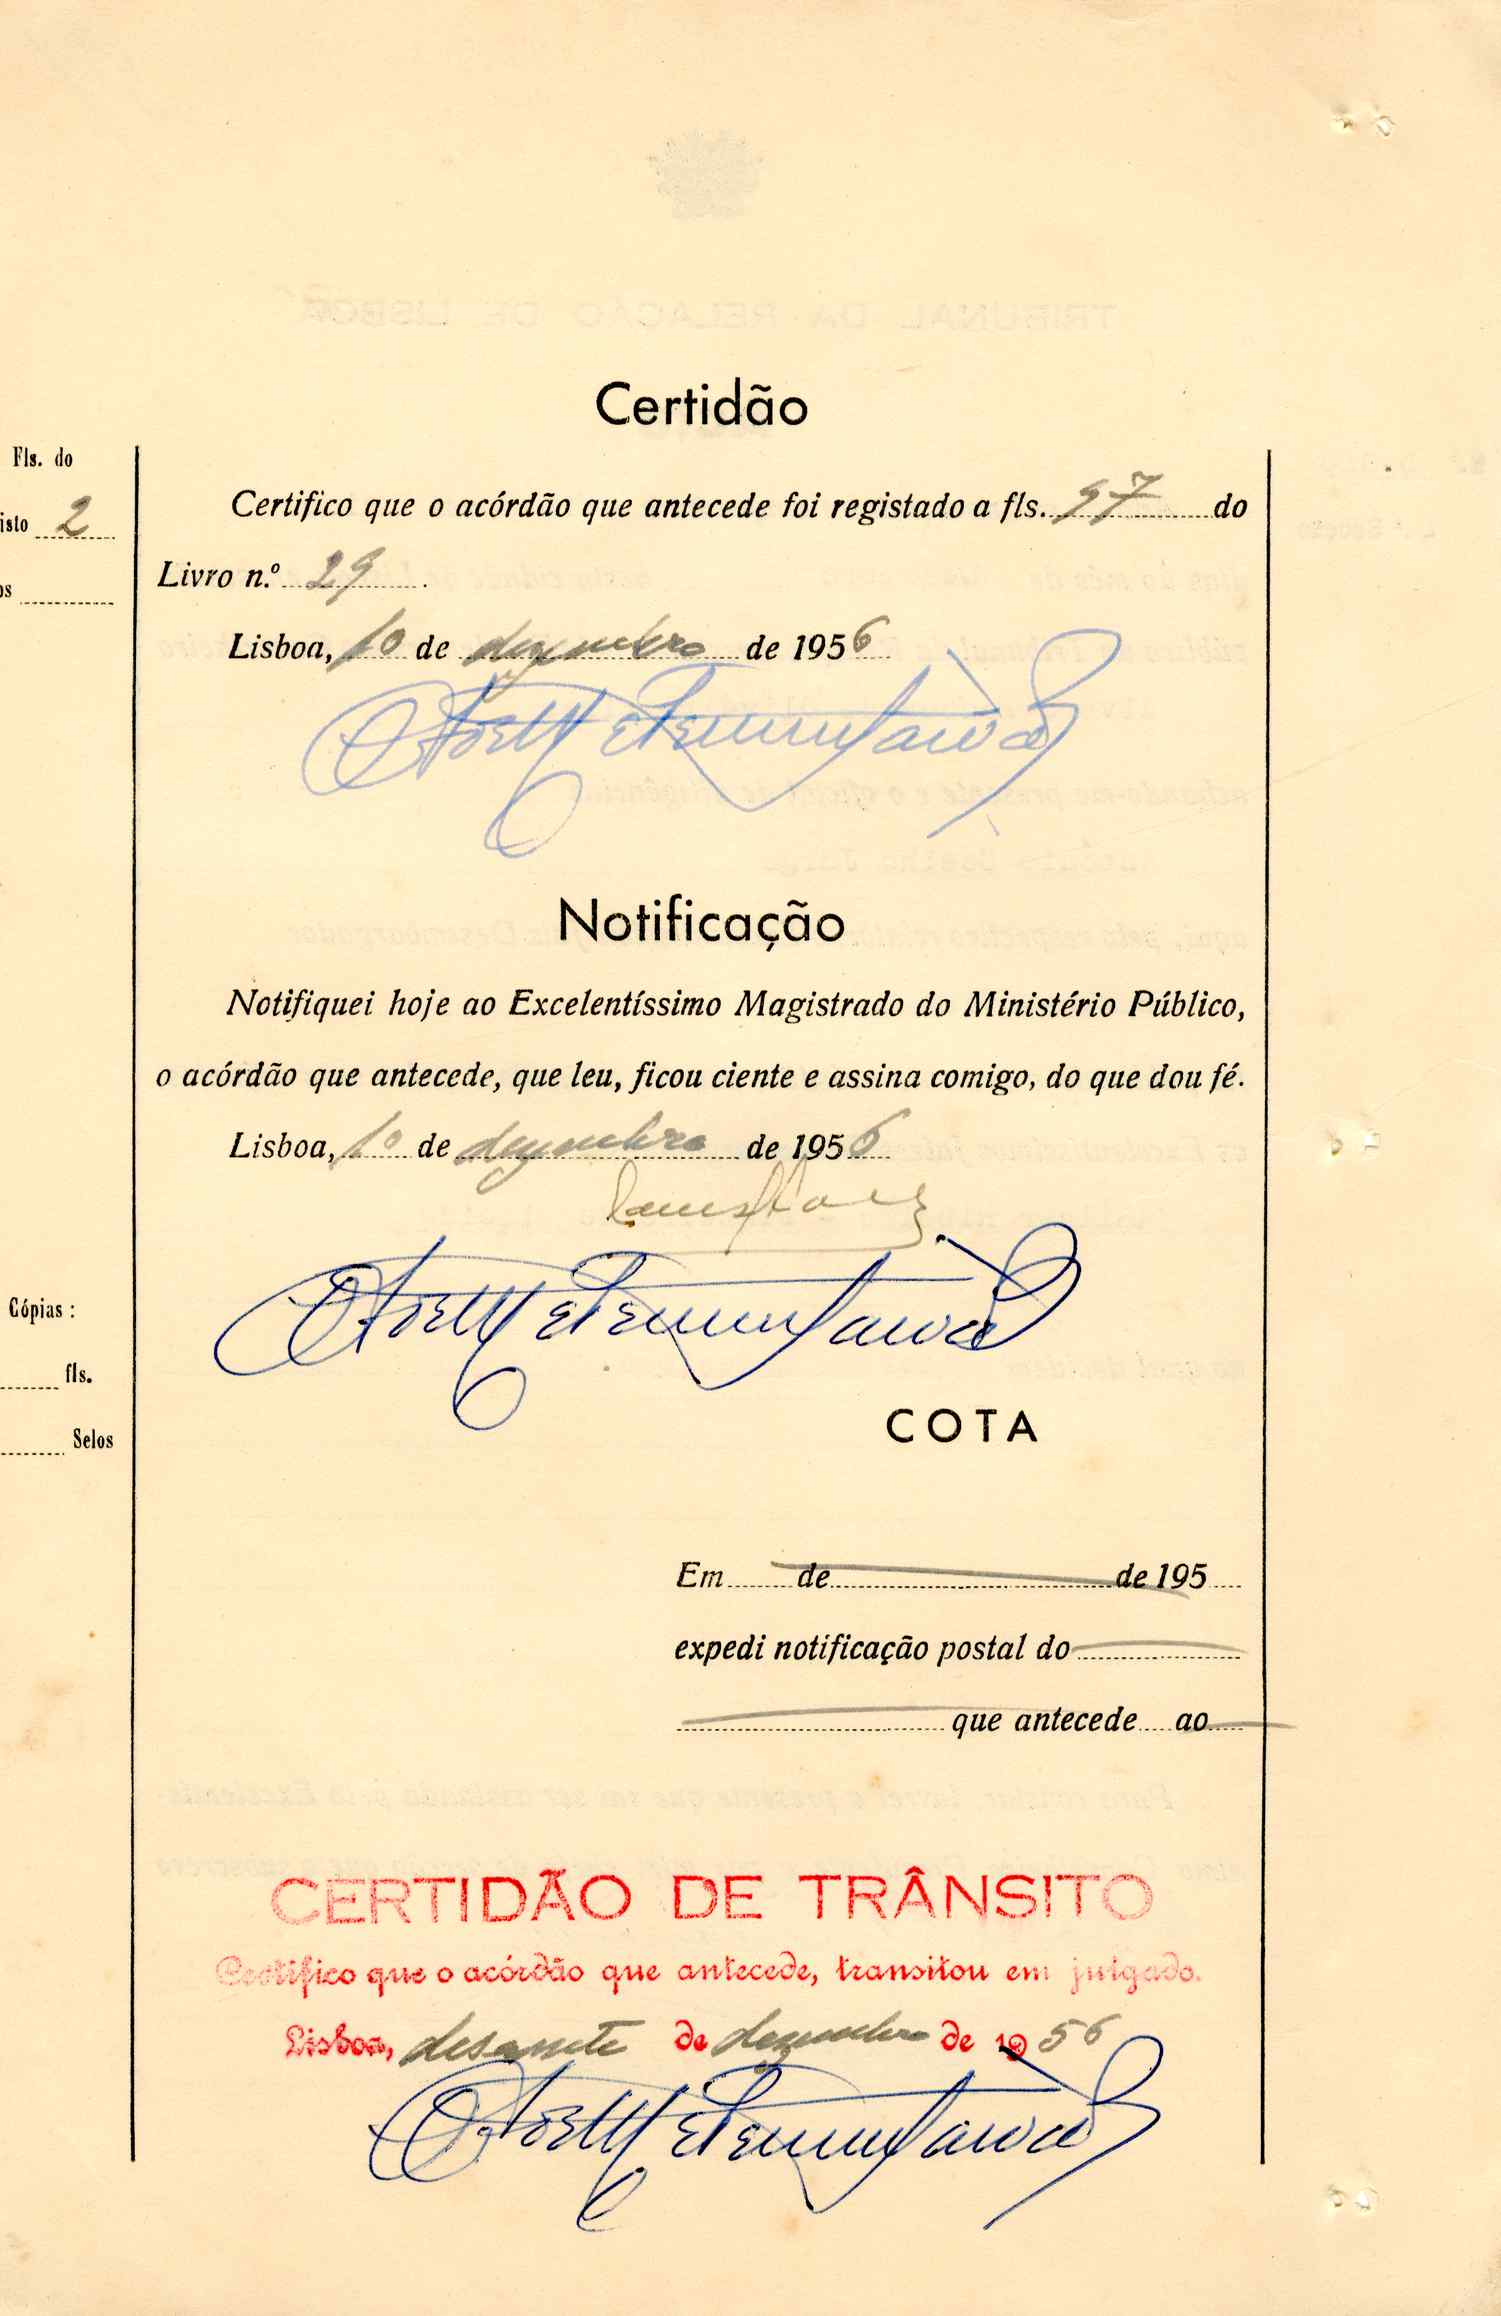 Certidão
Fls. do
Certifico que o acórdão que antecede foi registado a fls. 97 do
isto 2
Livro n.º 29.
os
Lisboa, 10 de dezembro de 1956
Notificação
Notifiquei hoje ao Excelentíssimo Magistrado do Ministério Público,
o acórdão que antecede, que leu, ficou ciente e assina comigo, do que dou fé.
Lisboa, 10 de dezembro de 1956
Cópias:
fls.
COTA
Selos
Em de de 195
expedi notificação postal do
que antecede ao
CERTIDÃO DE TRÂNSITO
Certifico que o acórdão que antecede, transitou em julgado.
Lisboa, desassete de dezembro de 1956